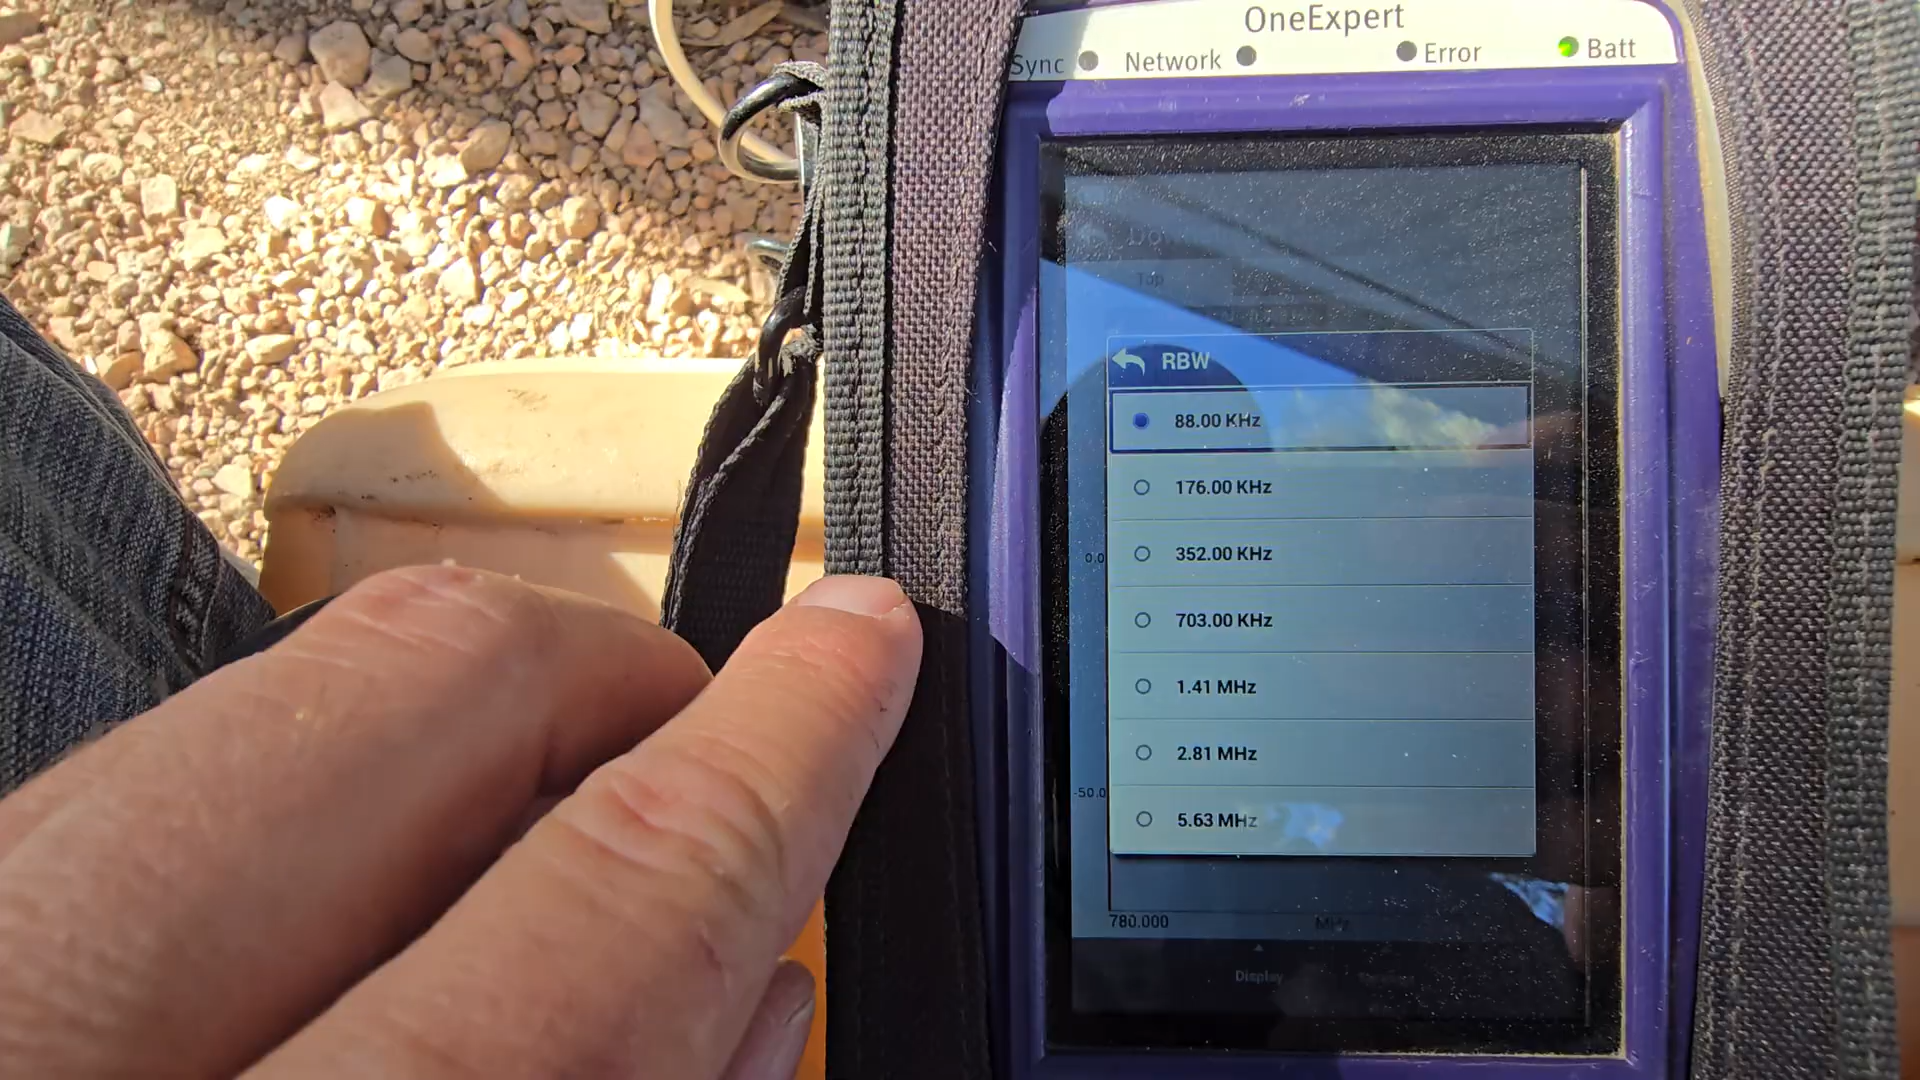 OneExpert
Sync Network Error Batt
Top
RBW
88.00 KHz
176.00 KHz
352.00 KHz
0.0
703.00 KHz
1.41 MHz
2.81 MHz
-50.0
5.63 MHz
780.000 MHz
Display